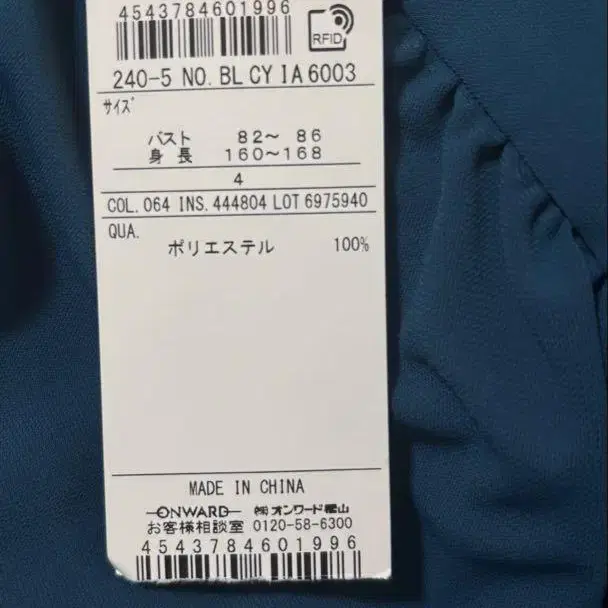 4543784601996
RFID
240-5 NO. BL CY IA 6003
サイズ
バスト 82~ 86
身長 160~168
4
COL. 064 INS. 444804 LOT 6975940
QUA.
ポリエステル 100%
MADE IN CHINA
ONWARD ㈱オンワード樫山
お客様相談室 0120-58-6300
4543784601996